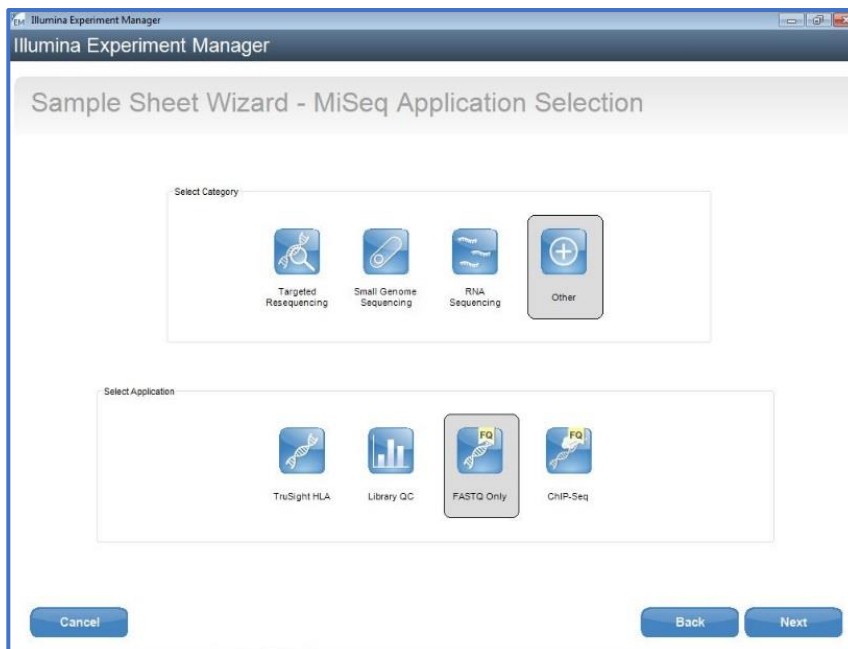 EM Illumina Experiment Manager
Illumina Experiment Manager
Sample Sheet Wizard - MiSeq Application Selection
Select Category
Targeted
Resequencing
Small Genome
Sequencing
RNA
Sequencing
Other
Select Application
TruSight HLA
Library QC
FQ
FASTQ Only
FQ
ChIP-Seq
Cancel
Back
Next